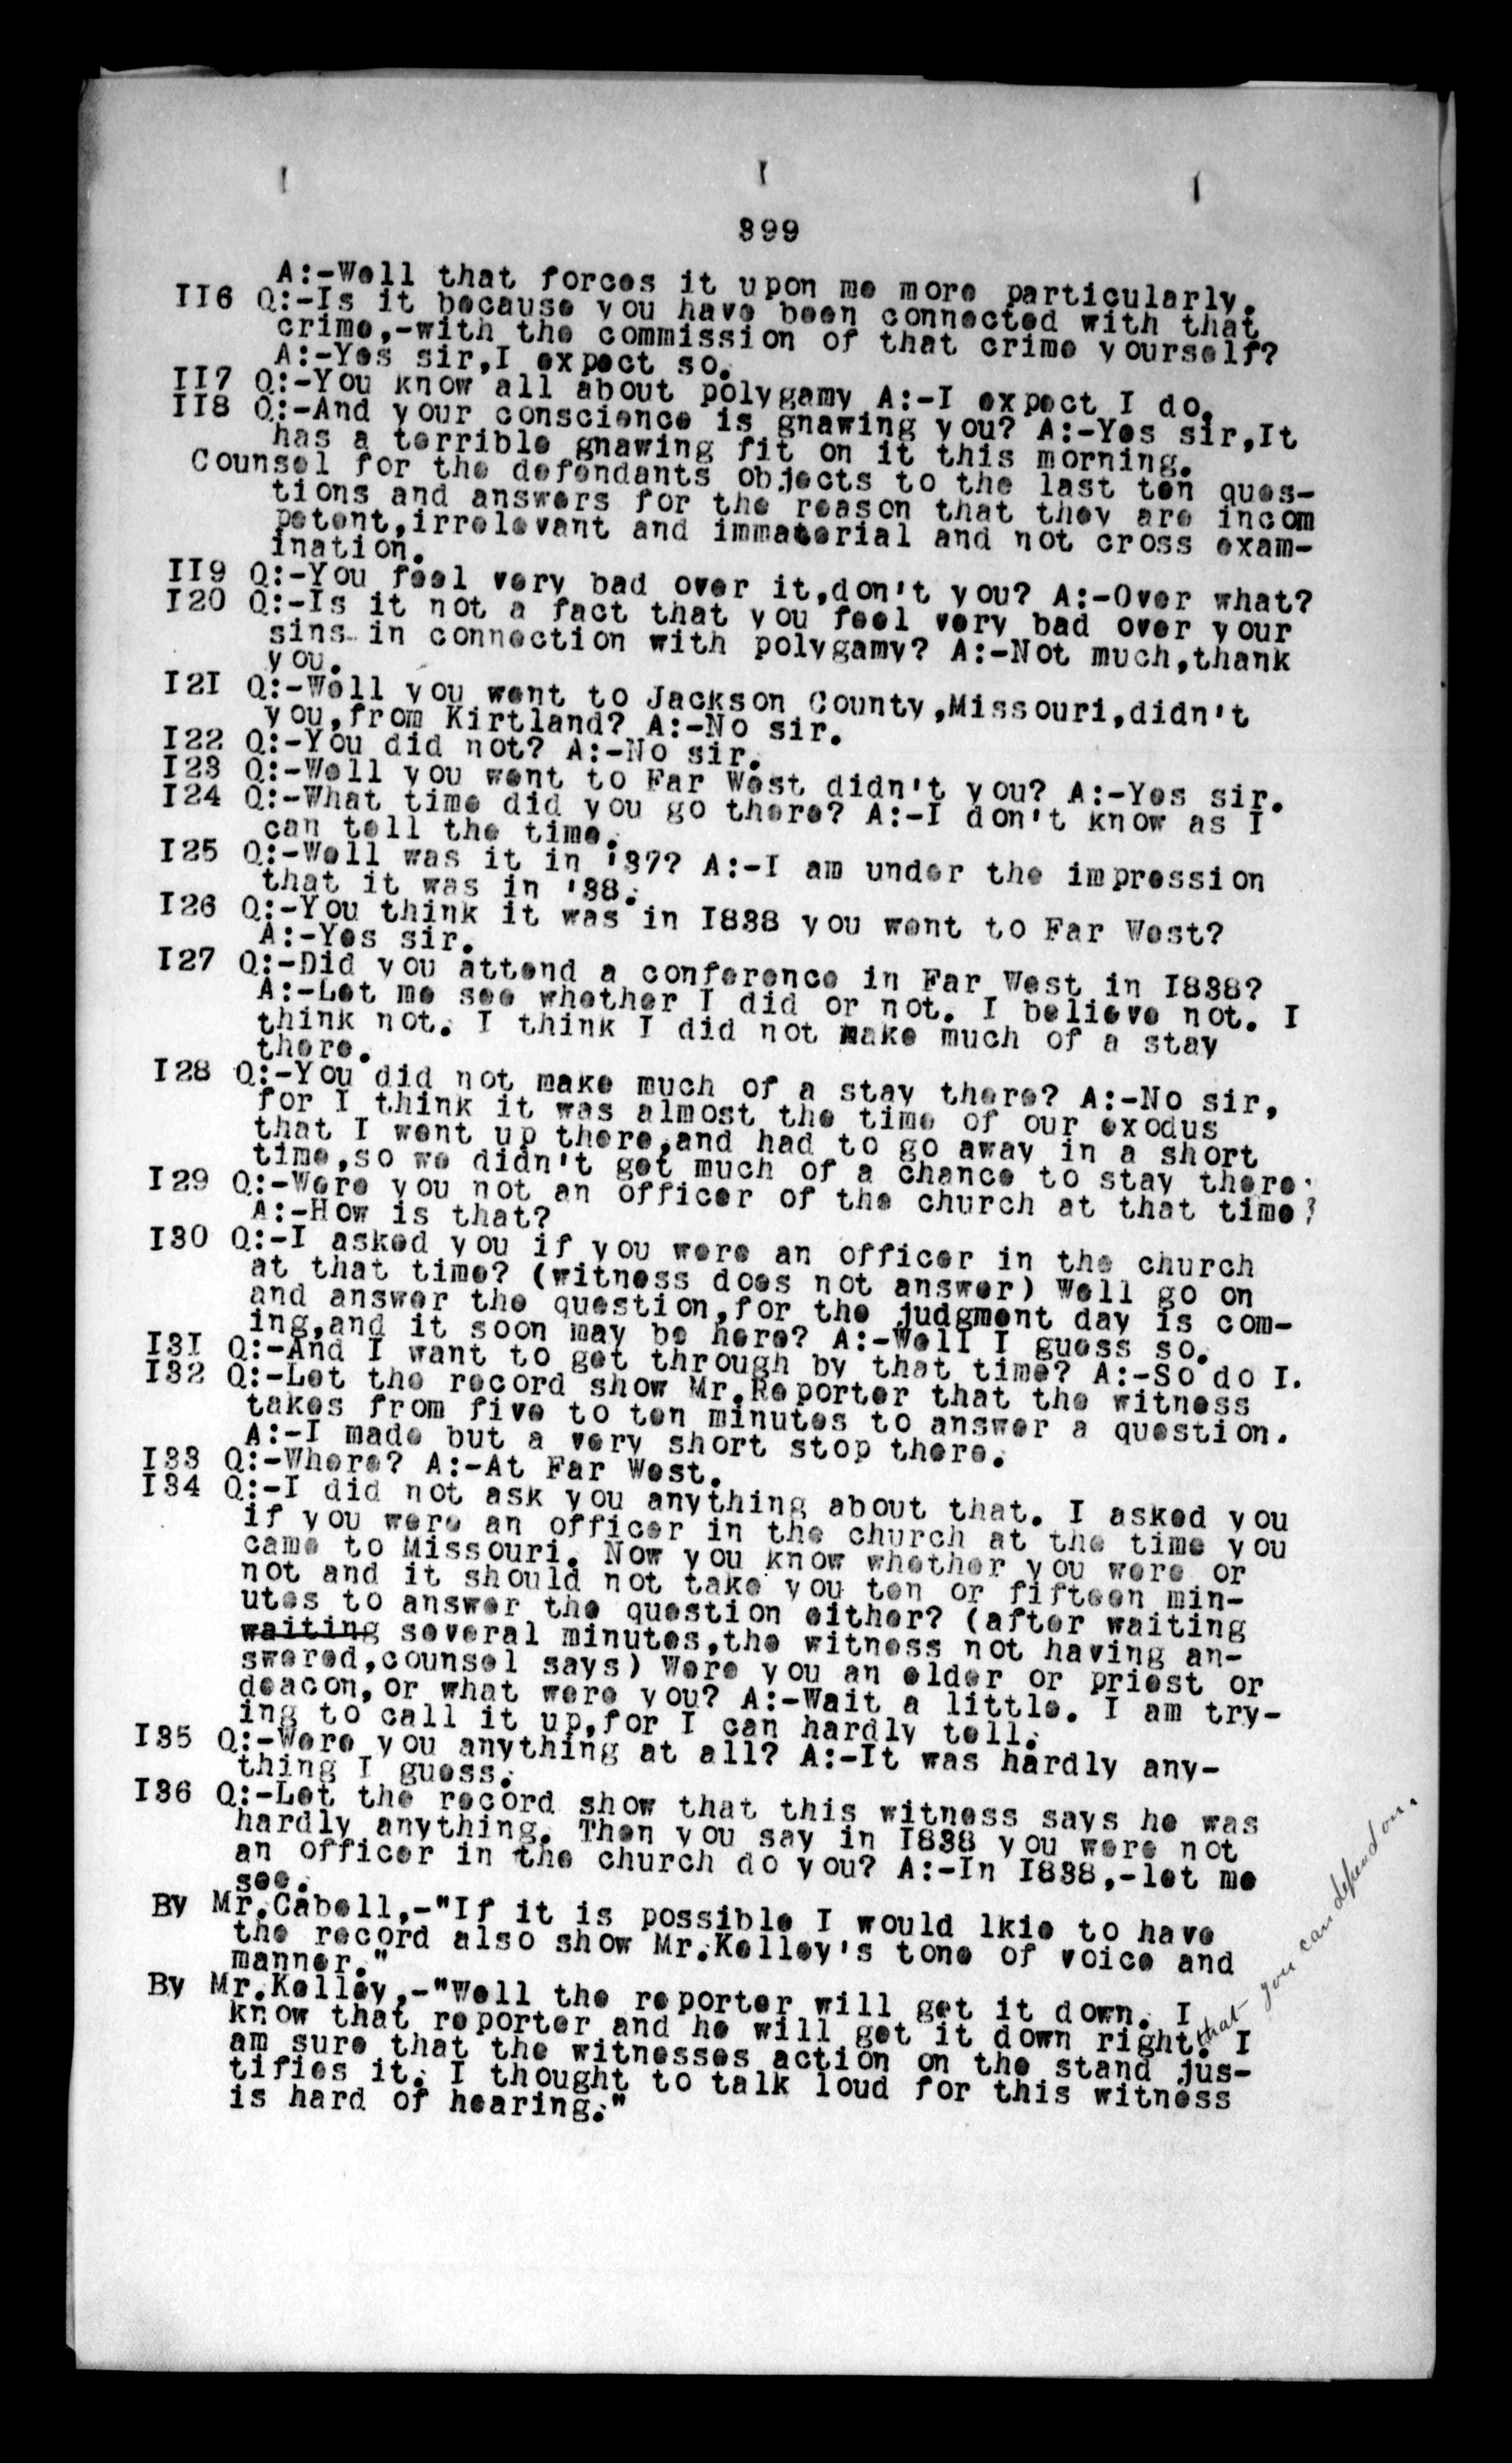 399
A:-Well that forces it upon me more particularly.
II6 Q:-Is it because you have been connected with that
crime,-with the commission of that crime yourself?
A:-Yes sir,I expect so.
II7 Q:-You know all about polygamy A:-I expect I do.
II8 Q:-And your conscience is gnawing you? A:-Yes sir,It
has a terrible gnawing fit on it this morning.
Counsel for the defendants objects to the last ten ques-
tions and answers for the reason that they are incom
petent,irrelevant and immaterial and not cross exam-
ination.
II9 Q:-You feel very bad over it,don't you? A:-Over what?
I20 Q:-Is it not a fact that you feel very bad over your
sins in connection with polygamy? A:-Not much,thank
you.
I2I Q:-Well you went to Jackson County,Missouri,didn't
you,from Kirtland? A:-No sir.
I22 Q:-You did not? A:-No sir.
I23 Q:-Well you went to Far West didn't you? A:-Yes sir.
I24 Q:-What time did you go there? A:-I don't know as I
can tell the time.
I25 Q:-Well was it in '37? A:-I am under the impression
that it was in '38.
I26 Q:-You think it was in I838 you went to Far West?
A:-Yes sir.
I27 Q:-Did you attend a conference in Far West in I838?
A:-Let me see whether I did or not. I believe not. I
think not. I think I did not make much of a stay
there.
I28 Q:-You did not make much of a stay there? A:-No sir,
for I think it was almost the time of our exodus
that I went up there,and had to go away in a short
time,so we didn't get much of a chance to stay there.
I29 Q:-Were you not an officer of the church at that time?
A:-How is that?
I30 Q:-I asked you if you were an officer in the church
at that time? (witness does not answer) Well go on
and answer the question,for the judgment day is com-
ing,and it soon may be here? A:-Well I guess so.
I3I Q:-And I want to get through by that time? A:-So do I.
I32 Q:-Let the record show Mr.Reporter that the witness
takes from five to ten minutes to answer a question.
A:-I made but a very short stop there.
I33 Q:-Where? A:-At Far West.
I34 Q:-I did not ask you anything about that. I asked you
if you were an officer in the church at the time you
came to Missouri. Now you know whether you were or
not and it should not take you ten or fifteen min-
utes to answer the question either? (after waiting
waiting several minutes,the witness not having an-
swered,counsel says) Were you an elder or priest or
deacon,or what were you? A:-Wait a little. I am try-
ing to call it up,for I can hardly tell.
I35 Q:-Were you anything at all? A:-It was hardly any-
thing I guess.
I36 Q:-Let the record show that this witness says he was
hardly anything. Then you say in I838 you were not
an officer in the church do you? A:-In I838,-let me
see.
By Mr.Cabell,-"If it is possible I would lkie to have
the record also show Mr.Kelley's tone of voice and
manner."
By Mr.Kelley,-"Well the reporter will get it down. I
know that reporter and he will get it down right. I
that you can depend on.
am sure that the witnesses action on the stand jus-
tifies it. I thought to talk loud for this witness
is hard of hearing."